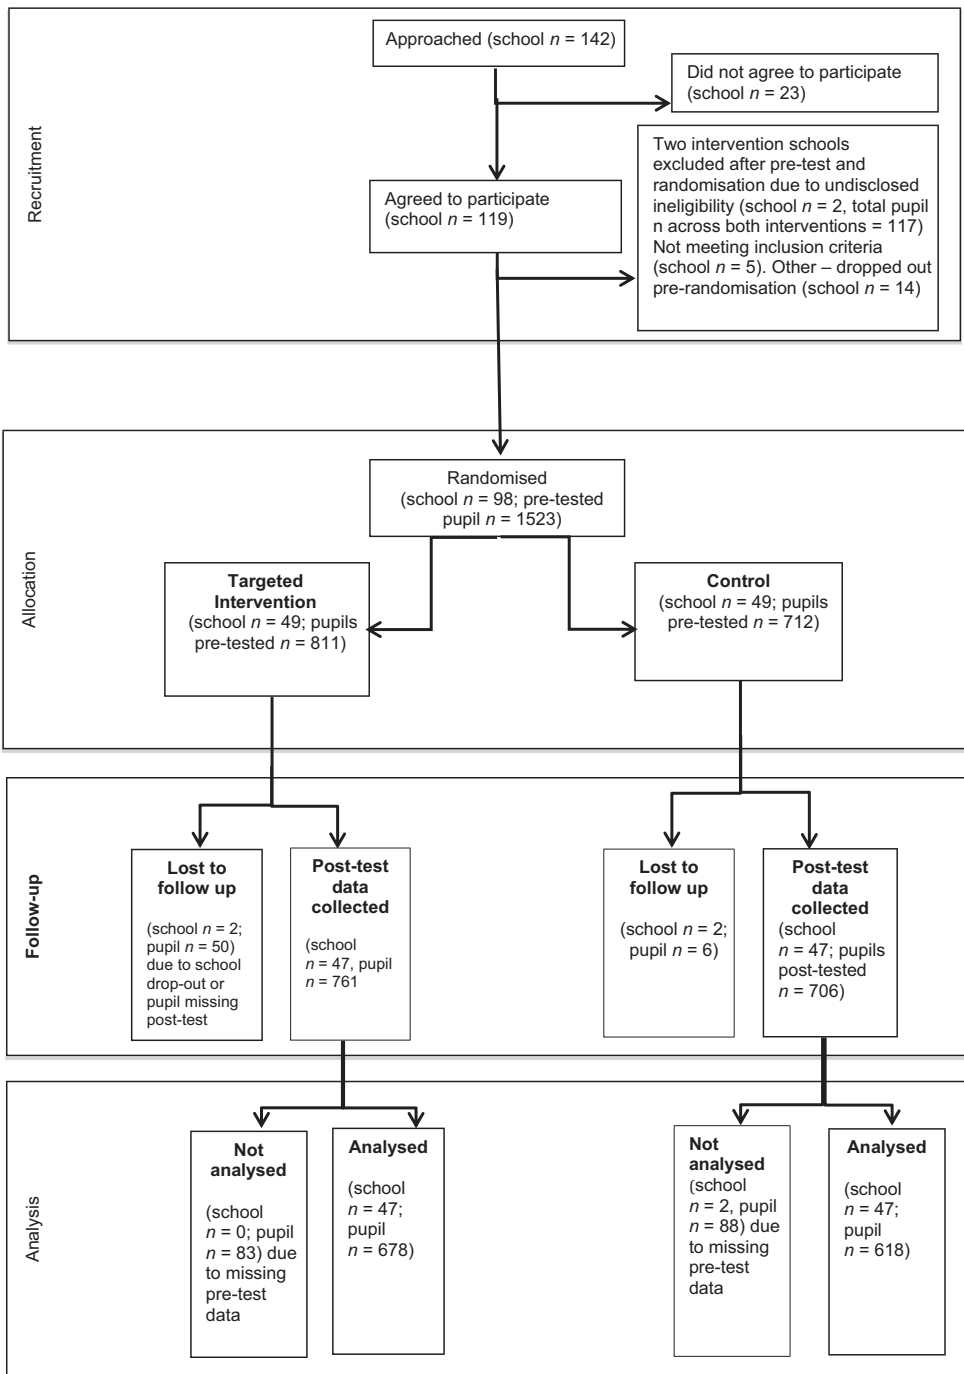 Recruitment
Approached (school n = 142)
Did not agree to participate
(school n = 23)
Two intervention schools
excluded after pre-test and
randomisation due to undisclosed
ineligibility (school n = 2, total pupil
n across both interventions = 117)
Not meeting inclusion criteria
(school n = 5). Other – dropped out
pre-randomisation (school n = 14)
Agreed to participate
(school n = 119)
Allocation
Randomised
(school n = 98; pre-tested
pupil n = 1523)
Targeted
Intervention
(school n = 49; pupils
pre-tested n = 811)
Control
(school n = 49; pupils
pre-tested n = 712)
Follow-up
Lost to
follow up
(school n = 2;
pupil n = 50)
due to school
drop-out or
pupil missing
post-test
Post-test
data
collected
(school
n = 47, pupil
n = 761
Lost to
follow up
(school n = 2;
pupil n = 6)
Post-test
data
collected
(school
n = 47; pupils
post-tested
n = 706)
Analysis
Not
analysed
(school
n = 0; pupil
n = 83) due
to missing
pre-test
data
Analysed
(school
n = 47;
pupil
n = 678)
Not
analysed
(school
n = 2, pupil
n = 88) due
to missing
pre-test
data
Analysed
(school
n = 47;
pupil
n = 618)